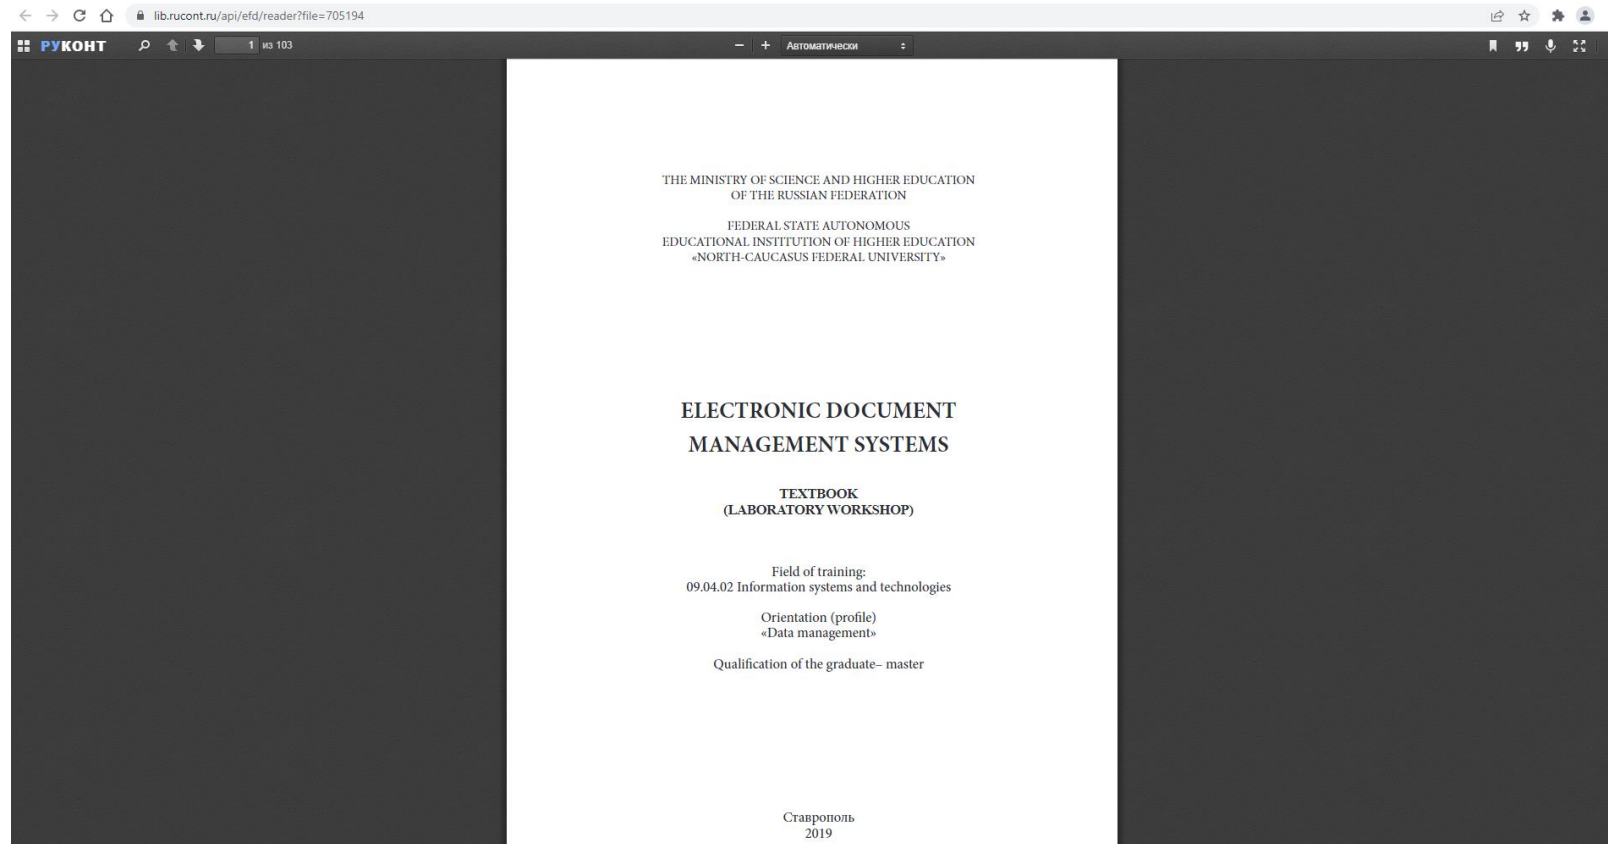 lib.rucont.ru/api/efd/reader?file=705194
РУКОНТ
1 из 103
Автоматически
THE MINISTRY OF SCIENCE AND HIGHER EDUCATION
OF THE RUSSIAN FEDERATION
FEDERAL STATE AUTONOMOUS
EDUCATIONAL INSTITUTION OF HIGHER EDUCATION
«NORTH-CAUCASUS FEDERAL UNIVERSITY»
ELECTRONIC DOCUMENT
MANAGEMENT SYSTEMS
TEXTBOOK
(LABORATORY WORKSHOP)
Field of training:
09.04.02 Information systems and technologies
Orientation (profile)
«Data management»
Qualification of the graduate– master
Ставрополь
2019